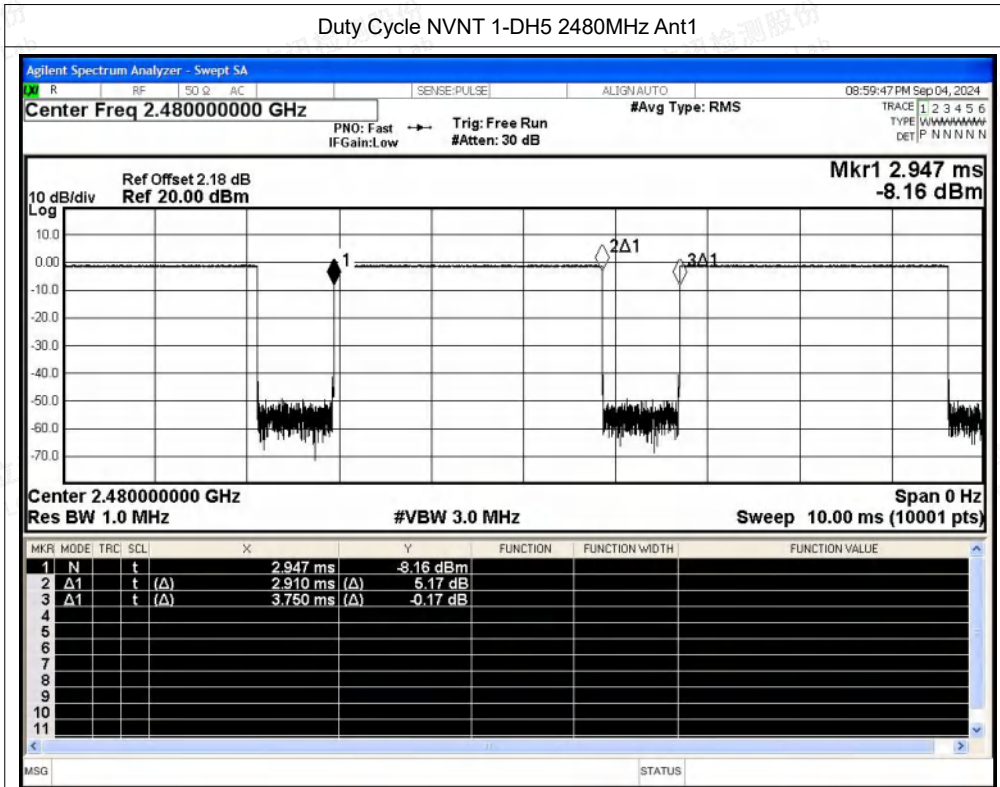 Duty Cycle NVNT 1-DH5 2480MHz Ant1
Agilent Spectrum Analyzer - Swept SA
R RF 50 Ω AC SENSE:PULSE ALIGN AUTO 08:59:47 PM Sep 04, 2024
Center Freq 2.480000000 GHz #Avg Type: RMS TRACE 1 2 3 4 5 6
PNO: Fast Trig: Free Run TYPE
IFGain:Low #Atten: 30 dB DET P N N N N N
Mkr1 2.947 ms
Ref Offset 2.18 dB
10 dB/div Ref 20.00 dBm -8.16 dBm
Log
10.0
2Δ1
0.00 1 3Δ1
-10.0
-20.0
-30.0
-40.0
-50.0
-60.0
-70.0
Center 2.480000000 GHz Span 0 Hz
Res BW 1.0 MHz #VBW 3.0 MHz Sweep 10.00 ms (10001 pts)
MKR MODE TRC SCL X Y FUNCTION FUNCTION WIDTH FUNCTION VALUE
1 N t 2.947 ms -8.16 dBm
2 Δ1 t (Δ) 2.910 ms (Δ) 5.17 dB
3 Δ1 t (Δ) 3.750 ms (Δ) -0.17 dB
4
5
6
7
8
9
10
11
MSG STATUS